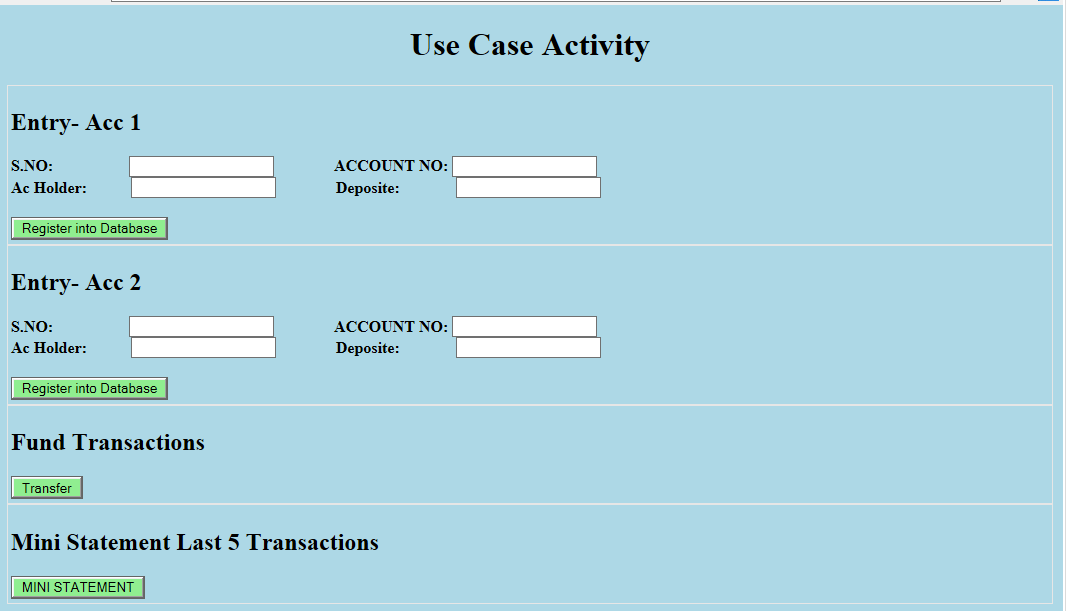 Use Case Activity
Entry- Acc 1
S.NO: ACCOUNT NO:
Ac Holder: Deposite:
Register into Database
Entry- Acc 2
S.NO: ACCOUNT NO:
Ac Holder: Deposite:
Register into Database
Fund Transactions
Transfer
Mini Statement Last 5 Transactions
MINI STATEMENT